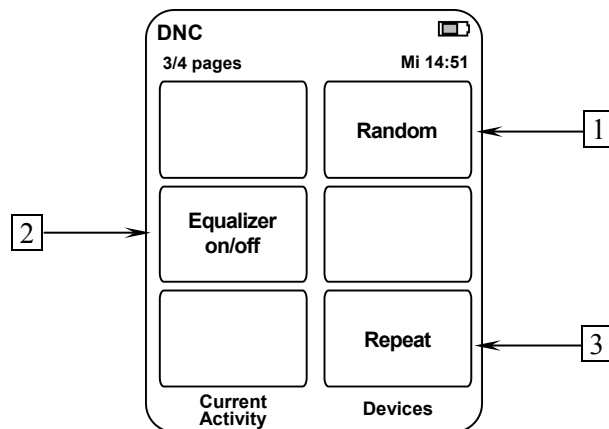 DNC
3/4 pages Mi 14:51
Random
1
2
Equalizer
on/off
Repeat
3
Current
Activity
Devices